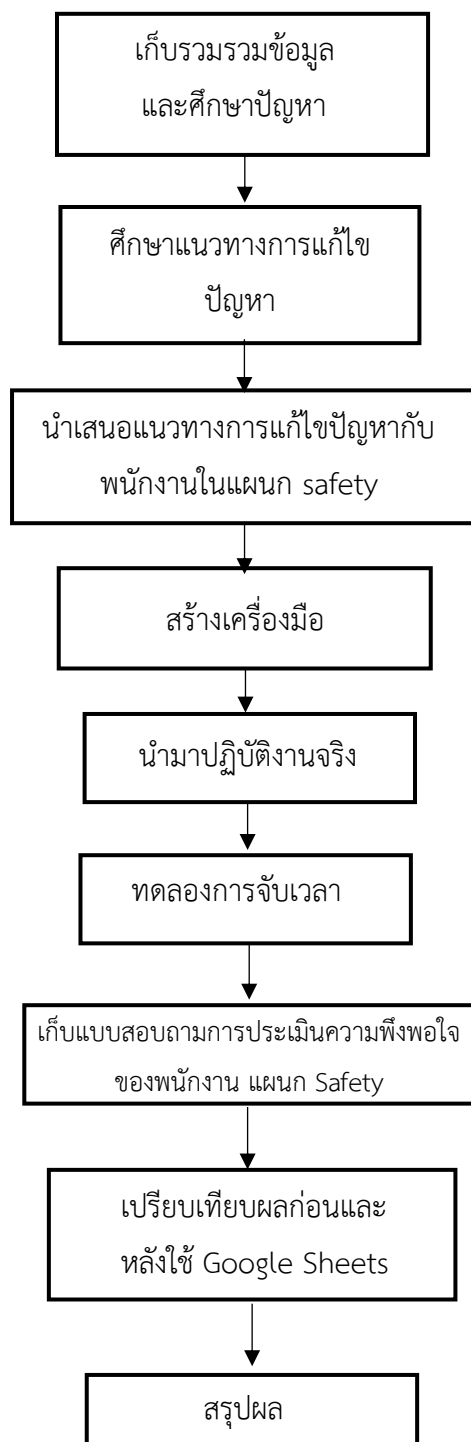 เก็บรวมรวมข้อมูล
และศึกษาปัญหา
ศึกษาแนวทางการแก้ไข
ปัญหา
นำเสนอแนวทางการแก้ไขปัญหากับ
พนักงานในแผนก safety
สร้างเครื่องมือ
นำมาปฏิบัติงานจริง
ทดลองการจับเวลา
เก็บแบบสอบถามการประเมินความพึงพอใจ
ของพนักงาน แผนก Safety
เปรียบเทียบผลก่อนและ
หลังใช้ Google Sheets
สรุปผล